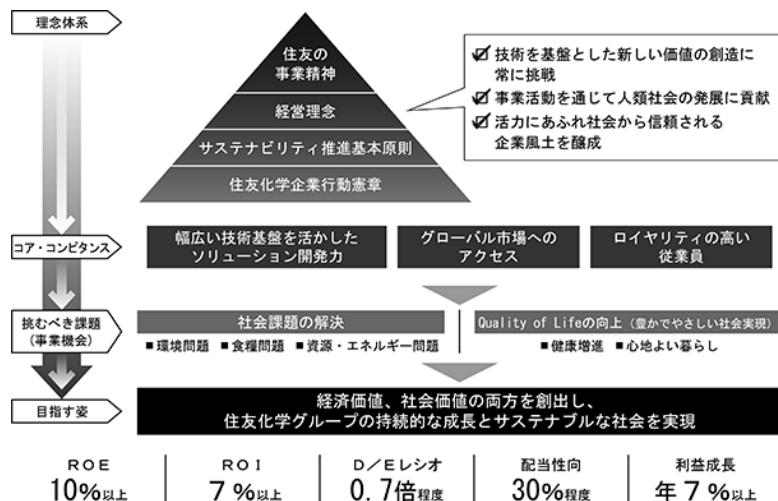 理念体系
住友の
事業精神
経営理念
サステナビリティ推進基本原則
住友化学企業行動憲章
技術を基盤とした新しい価値の創造に
常に挑戦
事業活動を通じて人類社会の発展に貢献
活力にあふれ社会から信頼される
企業風土を醸成
コア・コンピタンス
幅広い技術基盤を活かした
ソリューション開発力
グローバル市場への
アクセス
ロイヤリティの高い
従業員
挑むべき課題
(事業機会)
社会課題の解決
■環境問題 ■食糧問題 ■資源・エネルギー問題
Quality of Lifeの向上(豊かでやさしい社会実現)
■健康増進 ■心地よい暮らし
目指す姿
経済価値、社会価値の両方を創出し、
住友化学グループの持続的な成長とサステナブルな社会を実現
ROE
10%以上
ROI
7%以上
D/Eレシオ
0.7倍程度
配当性向
30%程度
利益成長
年7%以上